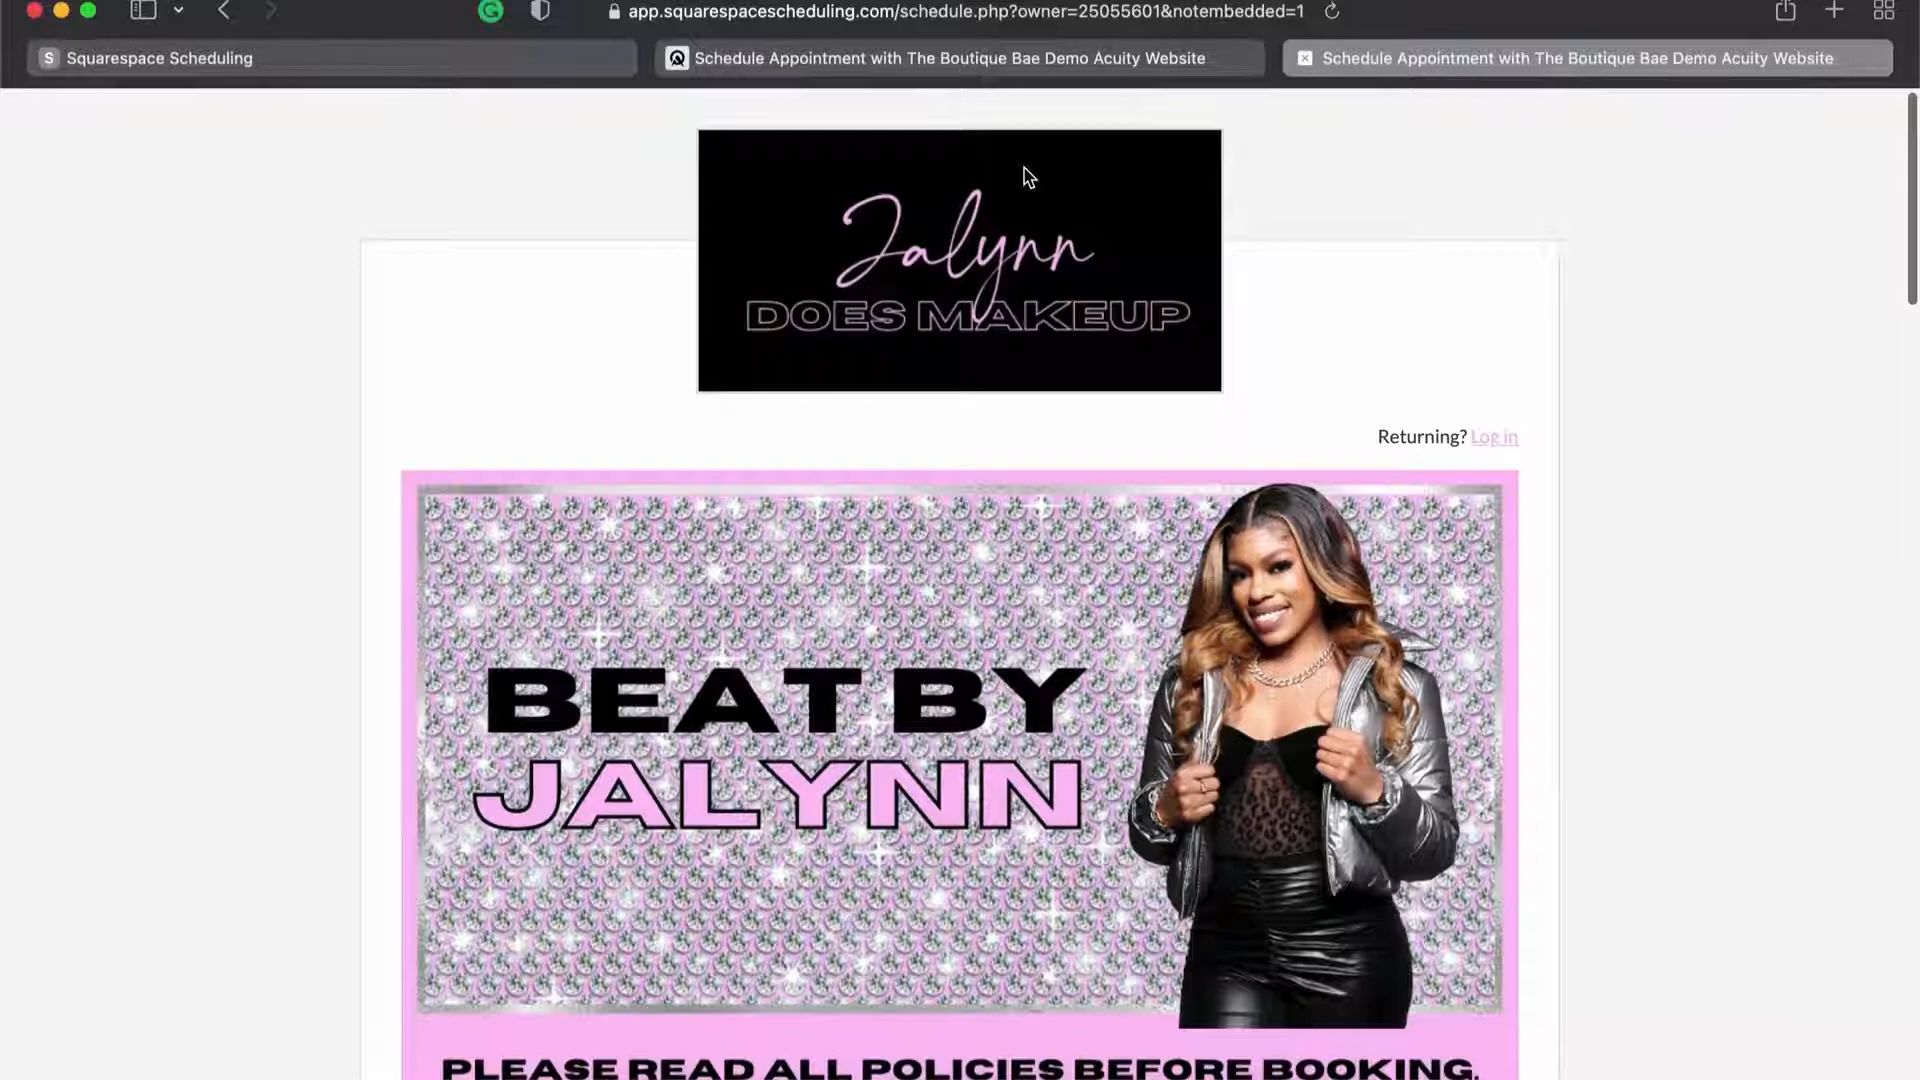 app.squarespacescheduling.com/schedule.php?owner=25055601&notembedded=1
S Squarespace Scheduling
Schedule Appointment with The Boutique Bae Demo Acuity Website
Schedule Appointment with The Boutique Bae Demo Acuity Website
Jalynn
DOES MAKEUP
Returning? Log in
BEAT BY
JALYNN
PLEASE READ ALL POLICIES BEFORE BOOKING.